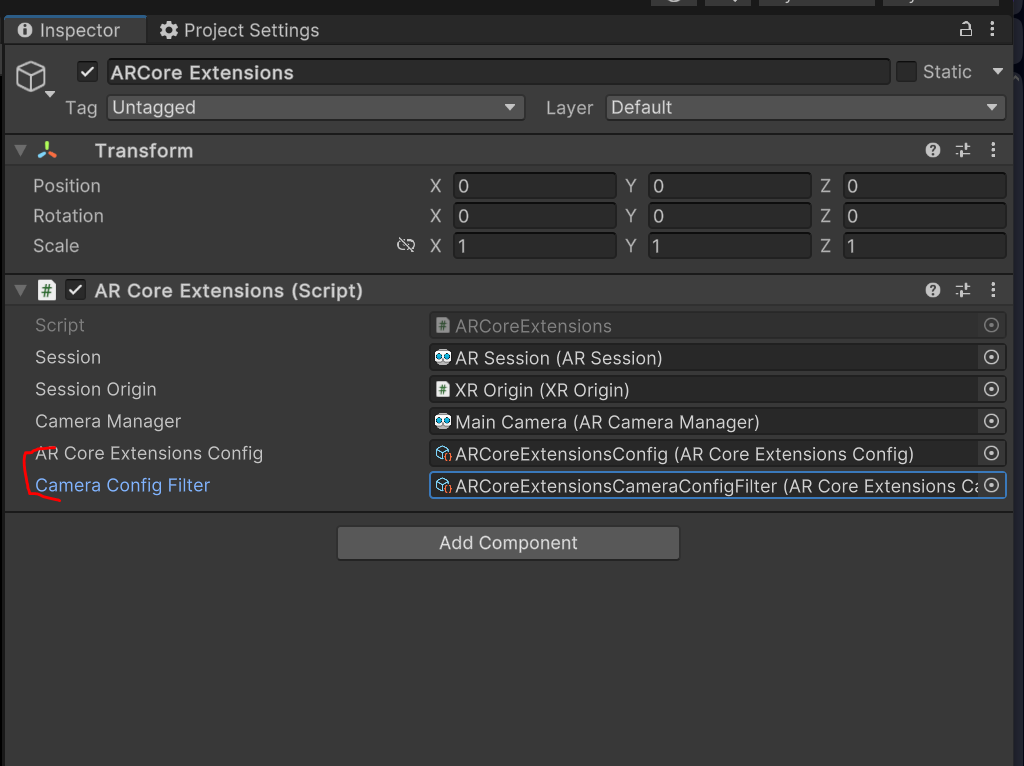 Inspector Project Settings
ARCore Extensions Static
Tag Untagged Layer Default
Transform
Position X 0 Y 0 Z 0
Rotation X 0 Y 0 Z 0
Scale X 1 Y 1 Z 1
# AR Core Extensions (Script)
Script # ARCoreExtensions
Session AR Session (AR Session)
Session Origin # XR Origin (XR Origin)
Camera Manager Main Camera (AR Camera Manager)
AR Core Extensions Config ARCoreExtensionsConfig (AR Core Extensions Config)
Camera Config Filter ARCoreExtensionsCameraConfigFilter (AR Core Extensions Ca
Add Component